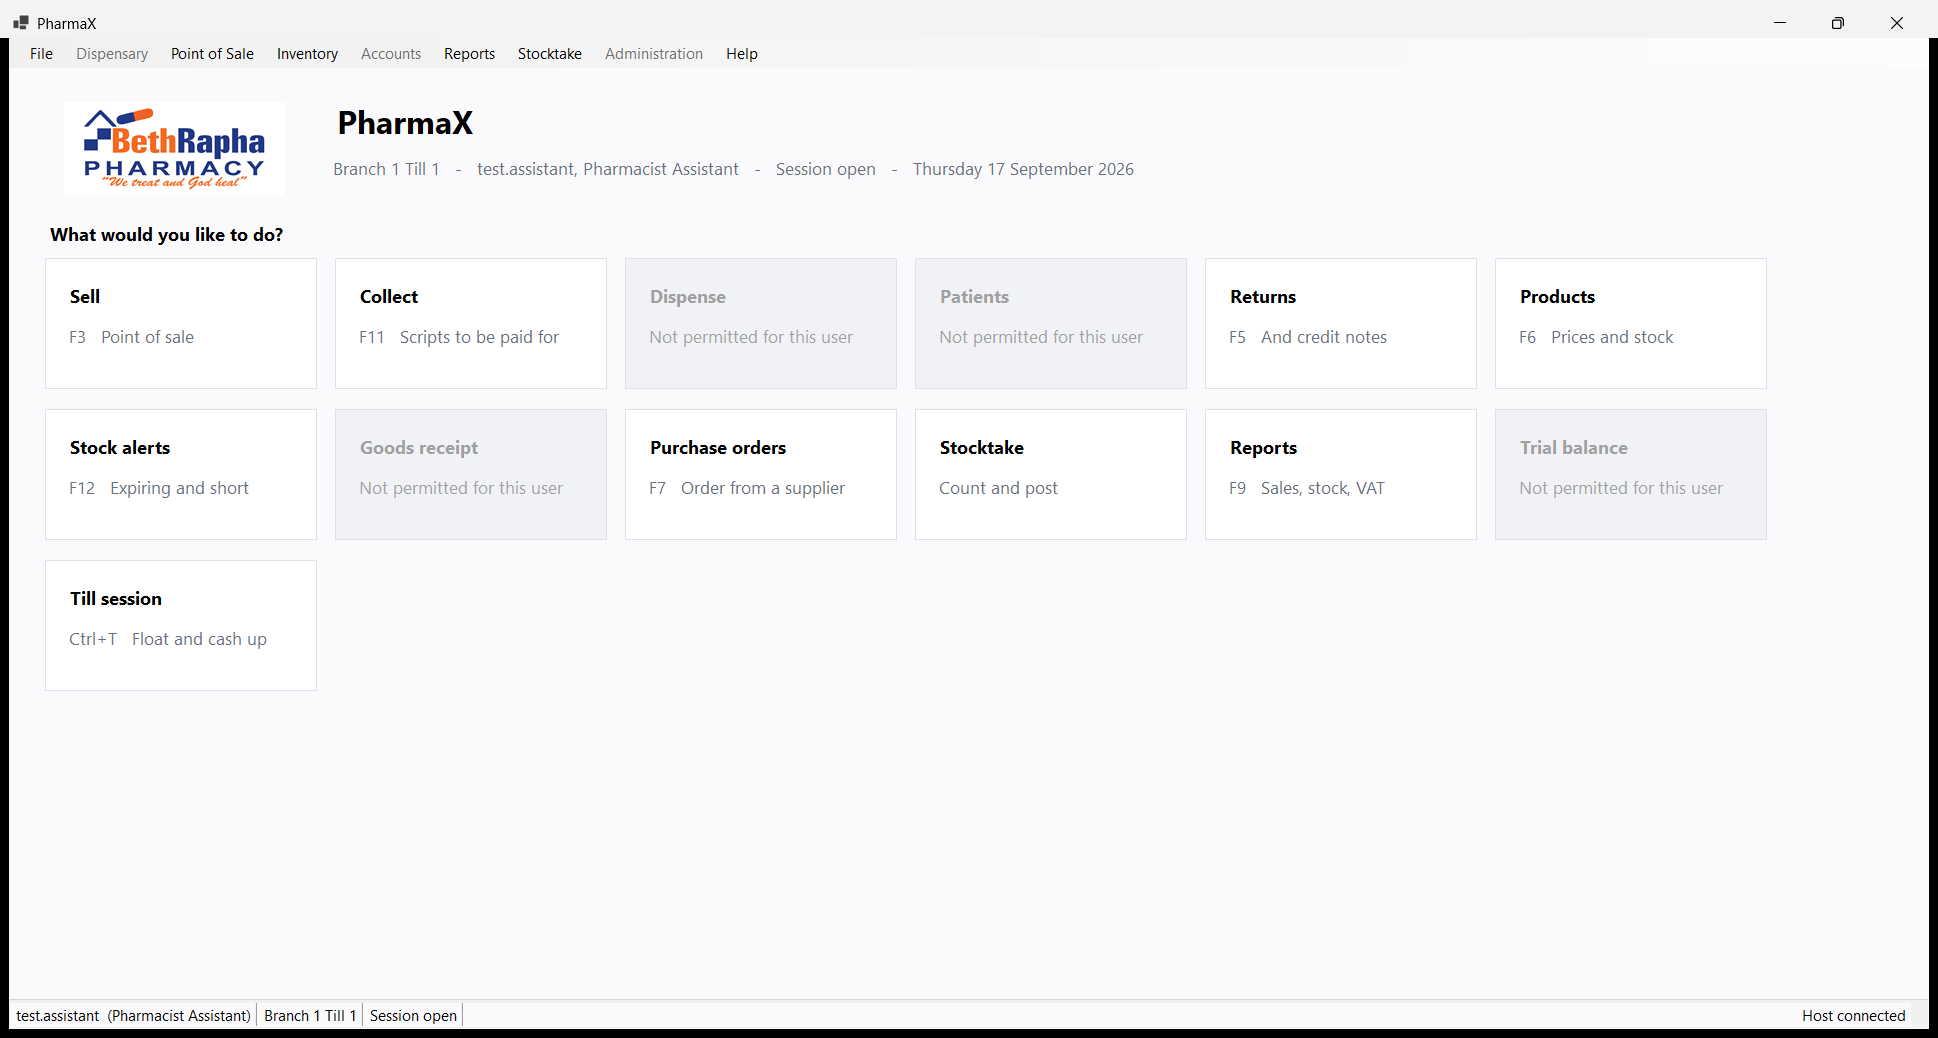 PharmaX
File Dispensary Point of Sale Inventory Accounts Reports Stocktake Administration Help
BethRapha
PHARMACY
"We treat and God heal"
PharmaX
Branch 1 Till 1 - test.assistant, Pharmacist Assistant - Session open - Thursday 17 September 2026
What would you like to do?
Sell
F3 Point of sale
Collect
F11 Scripts to be paid for
Dispense
Not permitted for this user
Patients
Not permitted for this user
Returns
F5 And credit notes
Products
F6 Prices and stock
Stock alerts
F12 Expiring and short
Goods receipt
Not permitted for this user
Purchase orders
F7 Order from a supplier
Stocktake
Count and post
Reports
F9 Sales, stock, VAT
Trial balance
Not permitted for this user
Till session
Ctrl+T Float and cash up
test.assistant (Pharmacist Assistant) Branch 1 Till 1 Session open Host connected